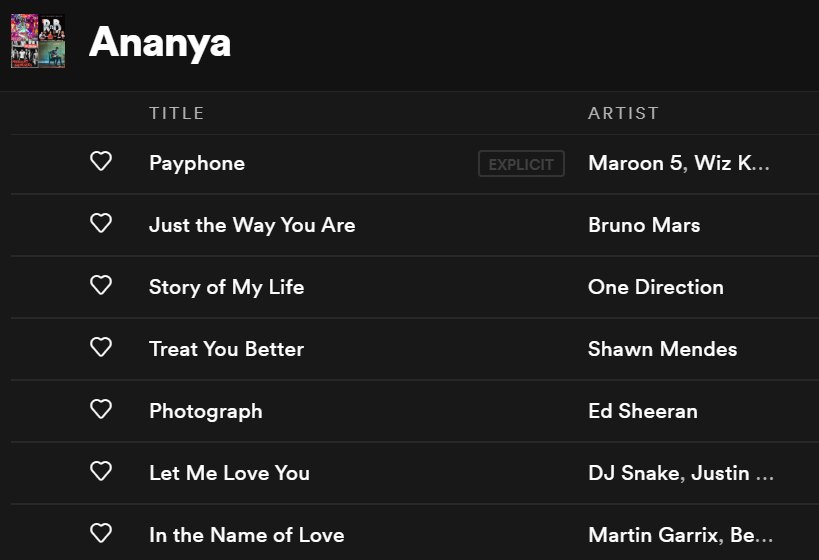 Ananya
TITLE ARTIST
Payphone EXPLICIT Maroon 5, Wiz K...
Just the Way You Are Bruno Mars
Story of My Life One Direction
Treat You Better Shawn Mendes
Photograph Ed Sheeran
Let Me Love You DJ Snake, Justin ...
In the Name of Love Martin Garrix, Be...